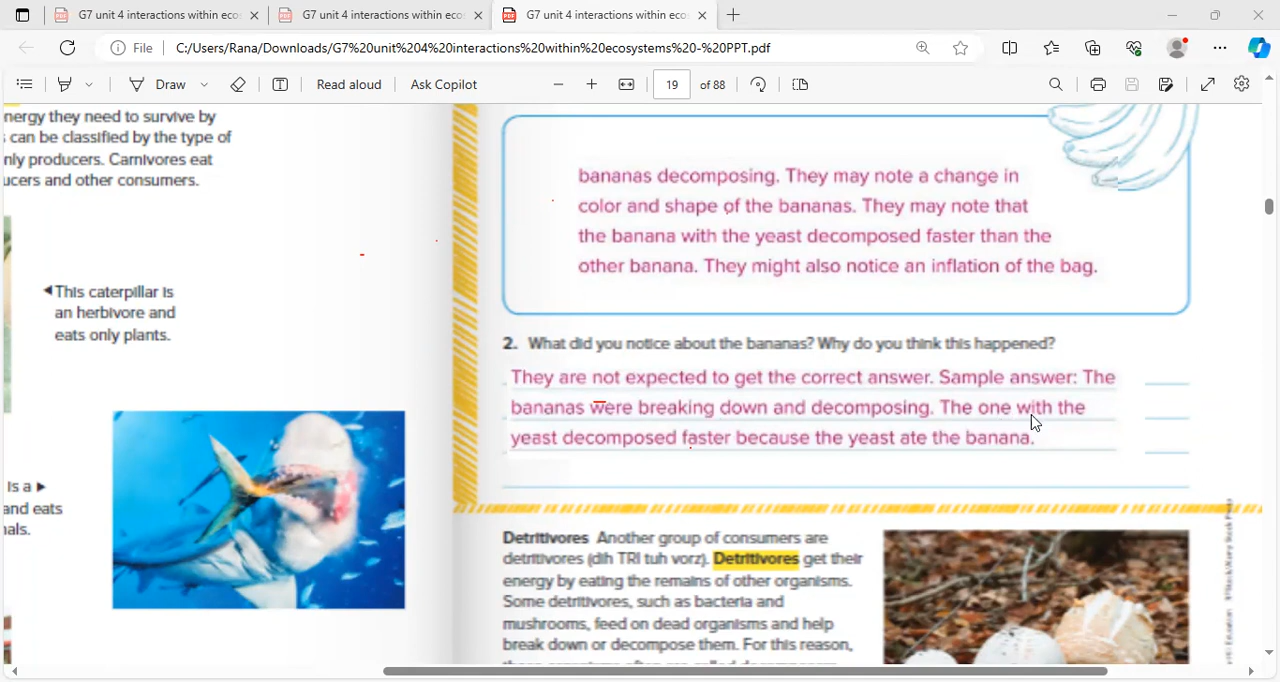 G7 unit 4 interactions within ecos
G7 unit 4 interactions within ecos
G7 unit 4 interactions within ecos
File
C:/Users/Rana/Downloads/G7%20unit%204%20interactions%20within%20ecosystems%20-%20PPT.pdf
Draw
Read aloud
Ask Copilot
19
of 88
nergy they need to survive by
can be classified by the type of
nly producers. Carnivores eat
ucers and other consumers.
This caterpillar is
an herbivore and
eats only plants.
is a
and eats
als.
bananas decomposing. They may note a change in
color and shape of the bananas. They may note that
the banana with the yeast decomposed faster than the
other banana. They might also notice an inflation of the bag.
2. What did you notice about the bananas? Why do you think this happened?
They are not expected to get the correct answer. Sample answer: The
bananas were breaking down and decomposing. The one with the
yeast decomposed faster because the yeast ate the banana.
Detritivores Another group of consumers are
detritivores (dih TRI tuh vorz). Detritivores get their
energy by eating the remains of other organisms.
Some detritivores, such as bacteria and
mushrooms, feed on dead organisms and help
break down or decompose them. For this reason,